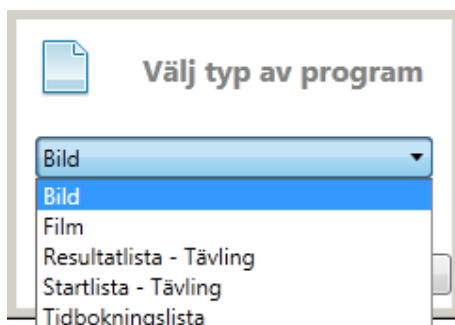 Välj typ av program
Bild
Bild
Film
Resultatlista - Tävling
Startlista - Tävling
Tidbokningslista